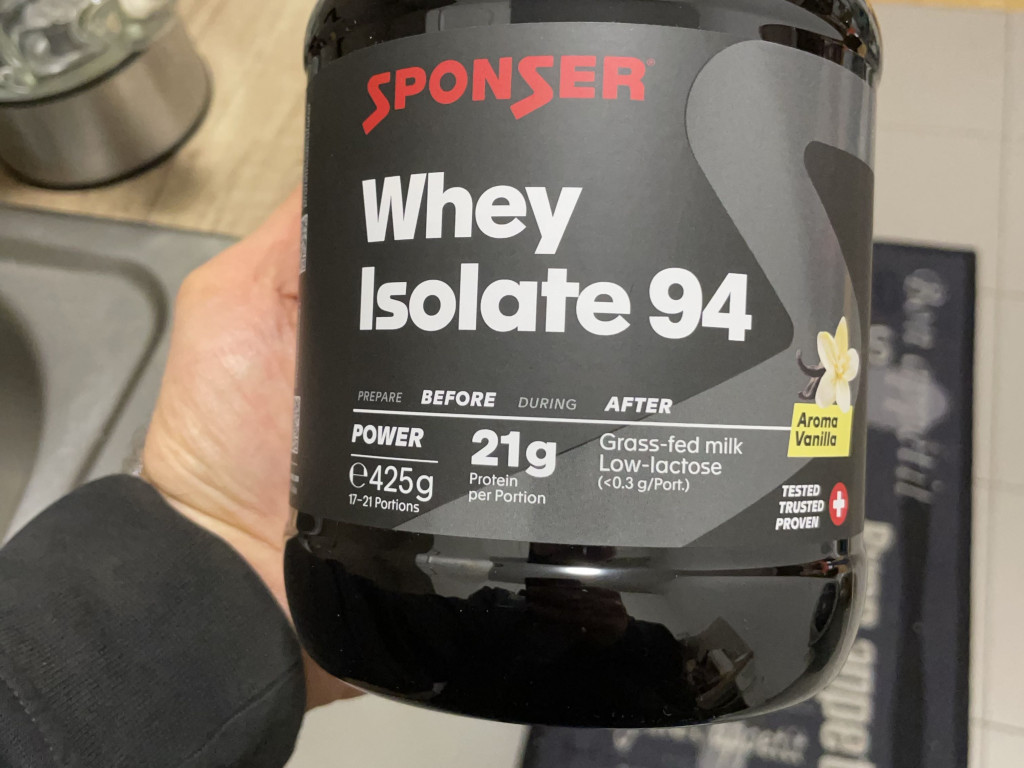 SPONSER®
Whey
Isolate 94
PREPARE BEFORE DURING AFTER
POWER
℮425g
17–21 Portions
21g
Protein
per Portion
Grass-fed milk
Low-lactose
(<0.3 g/Port.)
Aroma
Vanilla
TESTED
TRUSTED
PROVEN